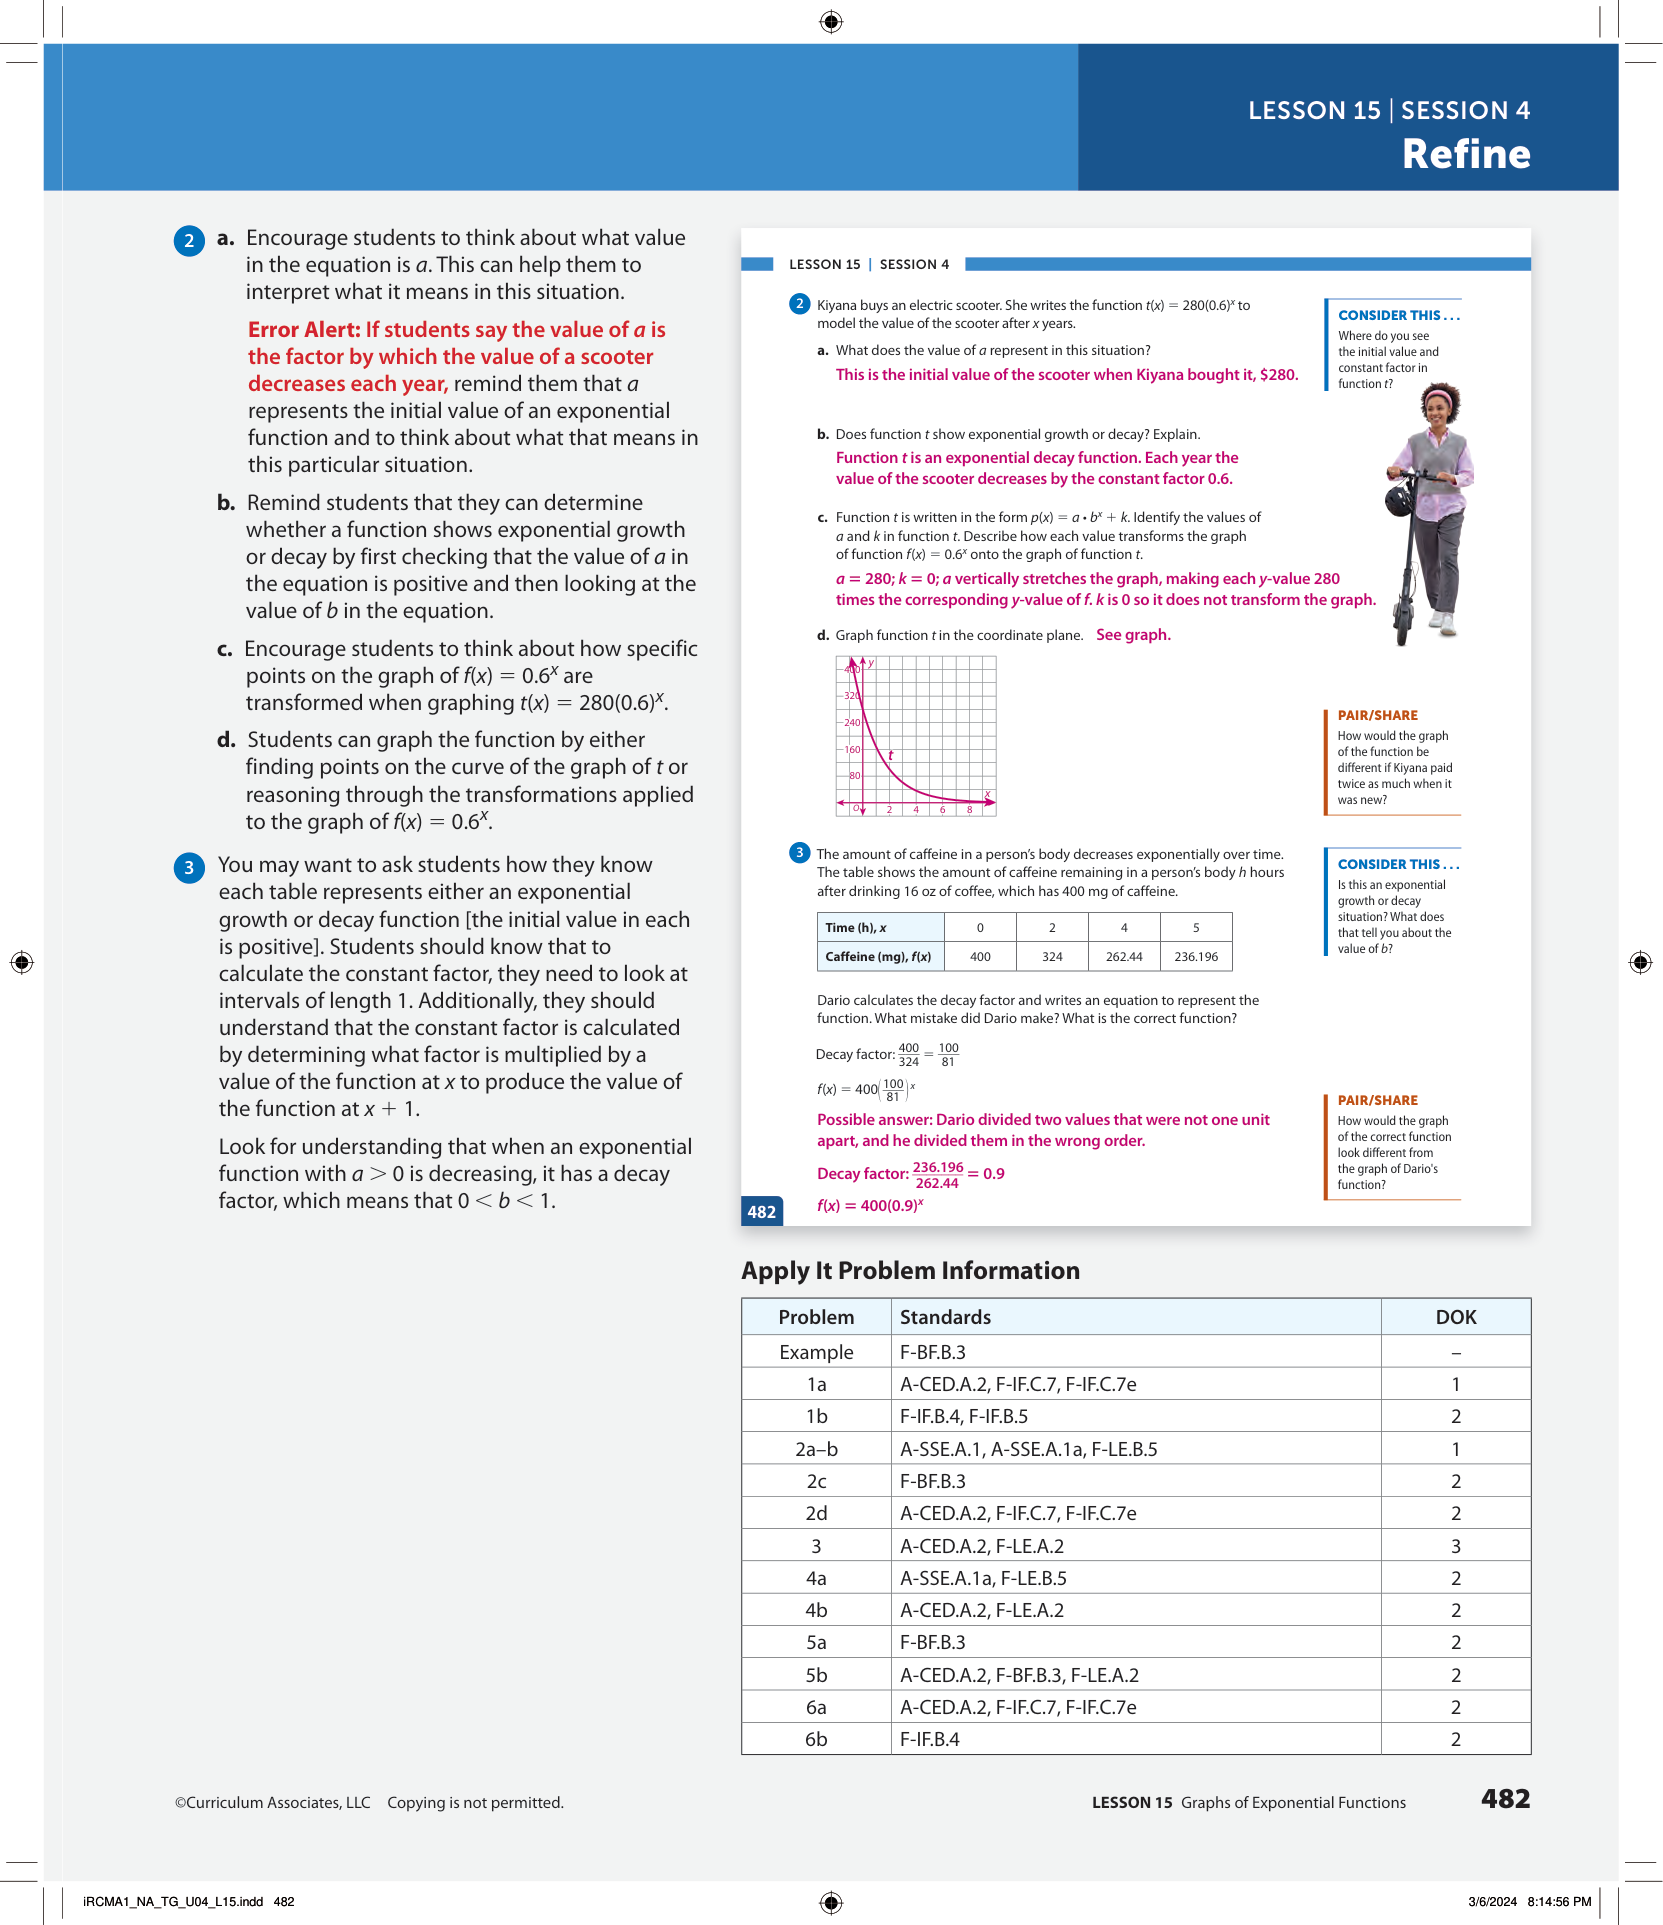 LESSON 15 | SESSION 4
Refine
2 a. Encourage students to think about what value
in the equation is a. This can help them to
interpret what it means in this situation.
Error Alert: If students say the value of a is
the factor by which the value of a scooter
decreases each year, remind them that a
represents the initial value of an exponential
function and to think about what that means in
this particular situation.
b. Remind students that they can determine
whether a function shows exponential growth
or decay by first checking that the value of a in
the equation is positive and then looking at the
value of b in the equation.
c. Encourage students to think about how specific
points on the graph of f(x) = 0.6ˣ are
transformed when graphing t(x) = 280(0.6)ˣ.
d. Students can graph the function by either
finding points on the curve of the graph of t or
reasoning through the transformations applied
to the graph of f(x) = 0.6ˣ.
3 You may want to ask students how they know
each table represents either an exponential
growth or decay function [the initial value in each
is positive]. Students should know that to
calculate the constant factor, they need to look at
intervals of length 1. Additionally, they should
understand that the constant factor is calculated
by determining what factor is multiplied by a
value of the function at x to produce the value of
the function at x + 1.
Look for understanding that when an exponential
function with a > 0 is decreasing, it has a decay
factor, which means that 0 < b < 1.
LESSON 15 | SESSION 4
2 Kiyana buys an electric scooter. She writes the function t(x) = 280(0.6)ˣ to
model the value of the scooter after x years.
a. What does the value of a represent in this situation?
This is the initial value of the scooter when Kiyana bought it, $280.
b. Does function t show exponential growth or decay? Explain.
Function t is an exponential decay function. Each year the
value of the scooter decreases by the constant factor 0.6.
c. Function t is written in the form p(x) = a • bˣ + k. Identify the values of
a and k in function t. Describe how each value transforms the graph
of function f(x) = 0.6ˣ onto the graph of function t.
a = 280; k = 0; a vertically stretches the graph, making each y-value 280
times the corresponding y-value of f. k is 0 so it does not transform the graph.
d. Graph function t in the coordinate plane. See graph.
400 y
320
240
160 t
80
x
O 2 4 6 8
CONSIDER THIS . . .
Where do you see
the initial value and
constant factor in
function t?
PAIR/SHARE
How would the graph
of the function be
different if Kiyana paid
twice as much when it
was new?
3 The amount of caffeine in a person's body decreases exponentially over time.
The table shows the amount of caffeine remaining in a person's body h hours
after drinking 16 oz of coffee, which has 400 mg of caffeine.
Time (h), x 0 2 4 5
Caffeine (mg), f(x) 400 324 262.44 236.196
Dario calculates the decay factor and writes an equation to represent the
function. What mistake did Dario make? What is the correct function?
Decay factor: 400/324 = 100/81
f(x) = 400(100/81)ˣ
Possible answer: Dario divided two values that were not one unit
apart, and he divided them in the wrong order.
Decay factor: 236.196/262.44 = 0.9
f(x) = 400(0.9)ˣ
CONSIDER THIS . . .
Is this an exponential
growth or decay
situation? What does
that tell you about the
value of b?
PAIR/SHARE
How would the graph
of the correct function
look different from
the graph of Dario's
function?
482
Apply It Problem Information
Problem Standards DOK
Example F-BF.B.3 –
1a A-CED.A.2, F-IF.C.7, F-IF.C.7e 1
1b F-IF.B.4, F-IF.B.5 2
2a–b A-SSE.A.1, A-SSE.A.1a, F-LE.B.5 1
2c F-BF.B.3 2
2d A-CED.A.2, F-IF.C.7, F-IF.C.7e 2
3 A-CED.A.2, F-LE.A.2 3
4a A-SSE.A.1a, F-LE.B.5 2
4b A-CED.A.2, F-LE.A.2 2
5a F-BF.B.3 2
5b A-CED.A.2, F-BF.B.3, F-LE.A.2 2
6a A-CED.A.2, F-IF.C.7, F-IF.C.7e 2
6b F-IF.B.4 2
©Curriculum Associates, LLC Copying is not permitted.
LESSON 15 Graphs of Exponential Functions 482
iRCMA1_NA_TG_U04_L15.indd 482
3/6/2024 8:14:56 PM